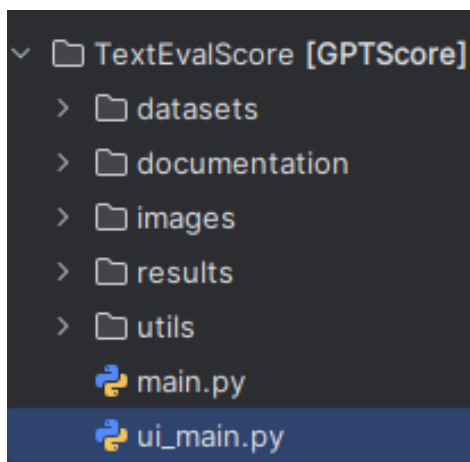 TextEvalScore [GPTScore]
datasets
documentation
images
results
utils
main.py
ui_main.py